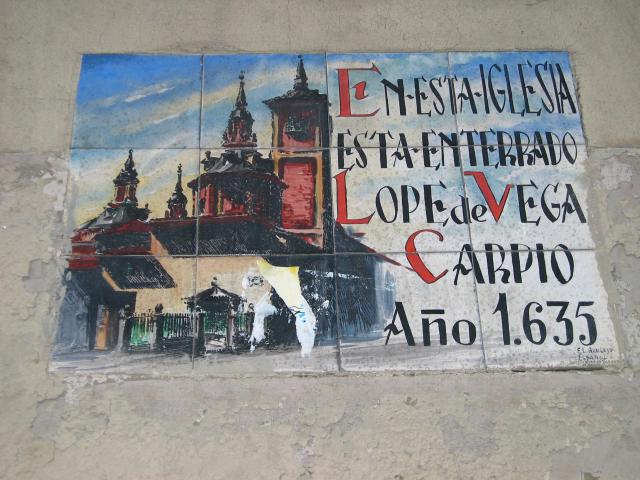 EN·ESTA·IGLESIA
ESTA·ENTERRADO
LOPE de VEGA
CARPIO
Año 1.635